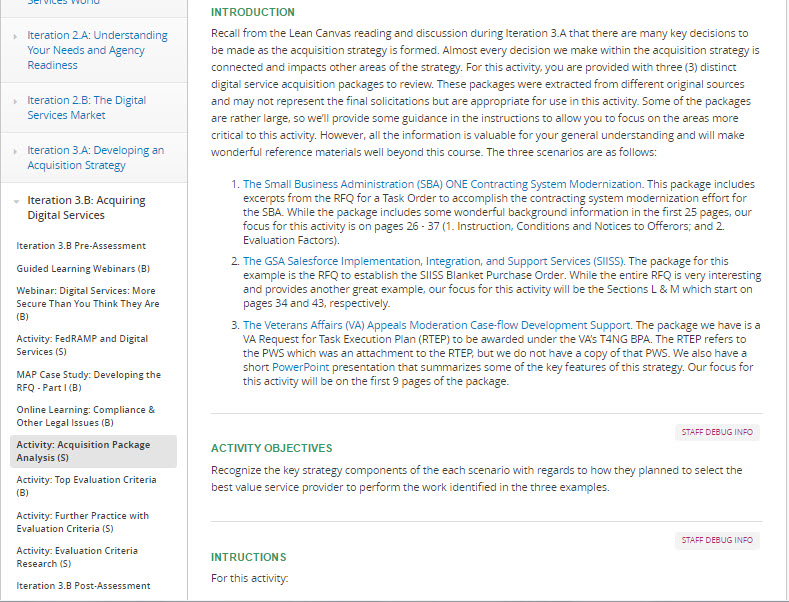 Services World
Iteration 2.A: Understanding
Your Needs and Agency
Readiness
Iteration 2.B: The Digital
Services Market
Iteration 3.A: Developing an
Acquisition Strategy
Iteration 3.B: Acquiring
Digital Services
Iteration 3.B Pre-Assessment
Guided Learning Webinars (B)
Webinar: Digital Services: More
Secure Than You Think They Are
(B)
Activity: FedRAMP and Digital
Services (S)
MAP Case Study: Developing the
RFQ - Part I (B)
Online Learning: Compliance &
Other Legal Issues (B)
Activity: Acquisition Package
Analysis (S)
Activity: Top Evaluation Criteria
(B)
Activity: Further Practice with
Evaluation Criteria (S)
Activity: Evaluation Criteria
Research (S)
Iteration 3.B Post-Assessment
INTRODUCTION
Recall from the Lean Canvas reading and discussion during Iteration 3.A that there are many key decisions to
be made as the acquisition strategy is formed. Almost every decision we make within the acquisition strategy is
connected and impacts other areas of the strategy. For this activity, you are provided with three (3) distinct
digital service acquisition packages to review. These packages were extracted from different original sources
and may not represent the final solicitations but are appropriate for use in this activity. Some of the packages
are rather large, so we'll provide some guidance in the instructions to allow you to focus on the areas more
critical to this activity. However, all the information is valuable for your general understanding and will make
wonderful reference materials well beyond this course. The three scenarios are as follows:
1. The Small Business Administration (SBA) ONE Contracting System Modernization. This package includes
excerpts from the RFQ for a Task Order to accomplish the contracting system modernization effort for
the SBA. While the package includes some wonderful background information in the first 25 pages, our
focus for this activity is on pages 26 - 37 (1. Instruction, Conditions and Notices to Offerors; and 2.
Evaluation Factors).
2. The GSA Salesforce Implementation, Integration, and Support Services (SIISS). The package for this
example is the RFQ to establish the SIISS Blanket Purchase Order. While the entire RFQ is very interesting
and provides another great example, our focus for this activity will be the Sections L & M which start on
pages 34 and 43, respectively.
3. The Veterans Affairs (VA) Appeals Moderation Case-flow Development Support. The package we have is a
VA Request for Task Execution Plan (RTEP) to be awarded under the VA's T4NG BPA. The RTEP refers to
the PWS which was an attachment to the RTEP, but we do not have a copy of that PWS. We also have a
short PowerPoint presentation that summarizes some of the key features of this strategy. Our focus for
this activity will be on the first 9 pages of the package.
STAFF DEBUG INFO
ACTIVITY OBJECTIVES
Recognize the key strategy components of the each scenario with regards to how they planned to select the
best value service provider to perform the work identified in the three examples.
STAFF DEBUG INFO
INTRUCTIONS
For this activity: